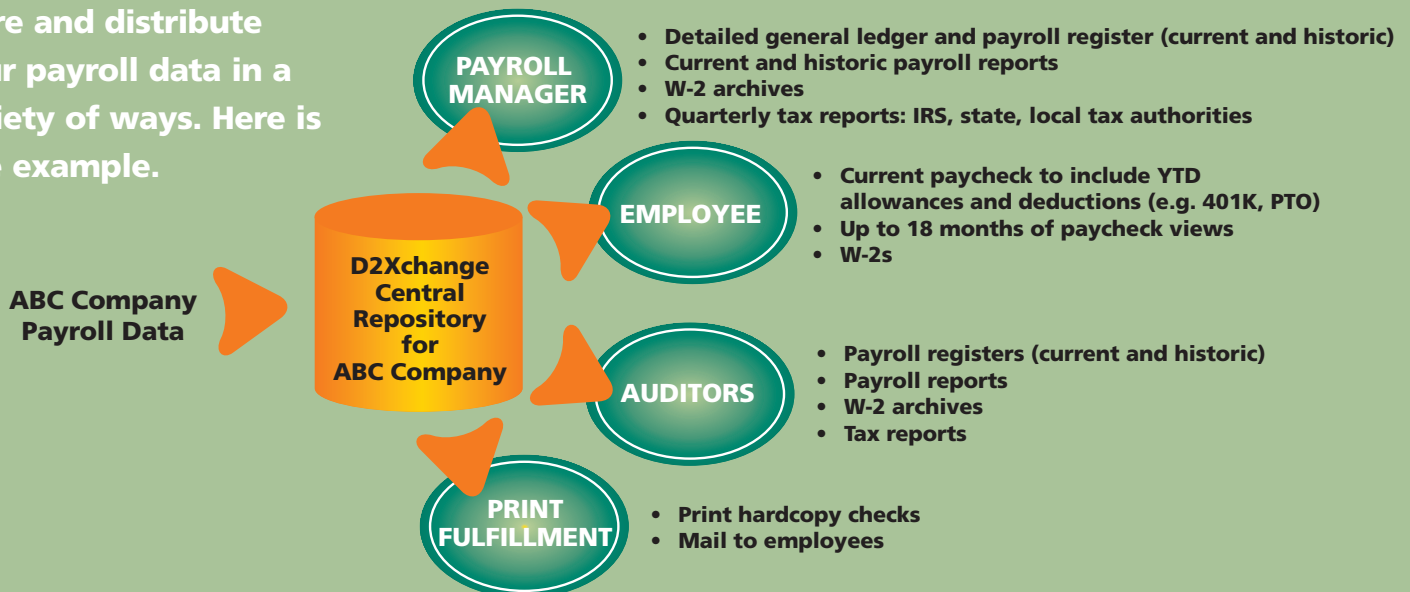 re and distribute
r payroll data in a
iety of ways. Here is
example.
ABC Company
Payroll Data
D2Xchange
Central
Repository
for
ABC Company
PAYROLL
MANAGER
• Detailed general ledger and payroll register (current and historic)
• Current and historic payroll reports
• W-2 archives
• Quarterly tax reports: IRS, state, local tax authorities
EMPLOYEE
• Current paycheck to include YTD
allowances and deductions (e.g. 401K, PTO)
• Up to 18 months of paycheck views
• W-2s
AUDITORS
• Payroll registers (current and historic)
• Payroll reports
• W-2 archives
• Tax reports
PRINT
FULFILLMENT
• Print hardcopy checks
• Mail to employees